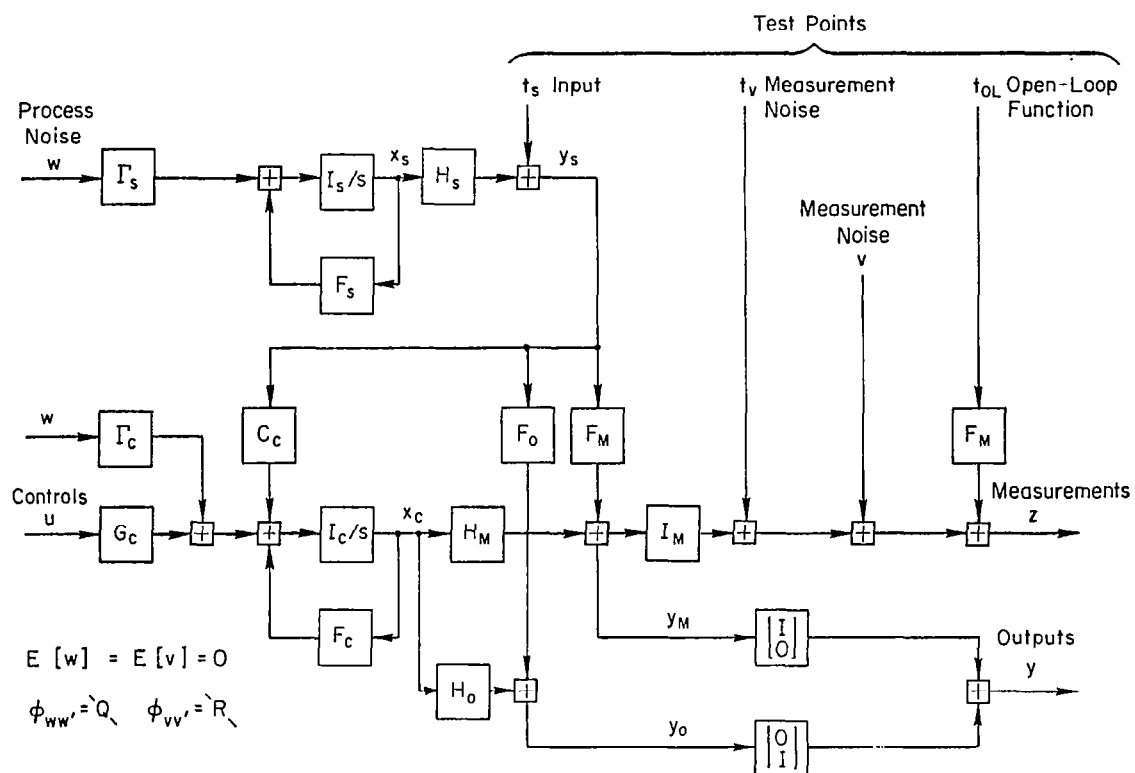 Test Points
t_s Input
t_v Measurement Noise
t_OL Open-Loop Function
Process Noise
w
Γ_s
+
I_s/s
x_s
H_s
+
y_s
F_s
Measurement Noise
v
w
Γ_c
C_c
F_o
F_M
F_M
Controls
u
G_c
+
+
I_c/s
x_c
H_M
+
I_M
+
+
+
Measurements
z
F_c
H_o
+
y_M
[I O]
Outputs
y
+
y_o
[O I]
E [w] = E [v] = 0
φ_ww' = `Q` φ_vv' = `R`